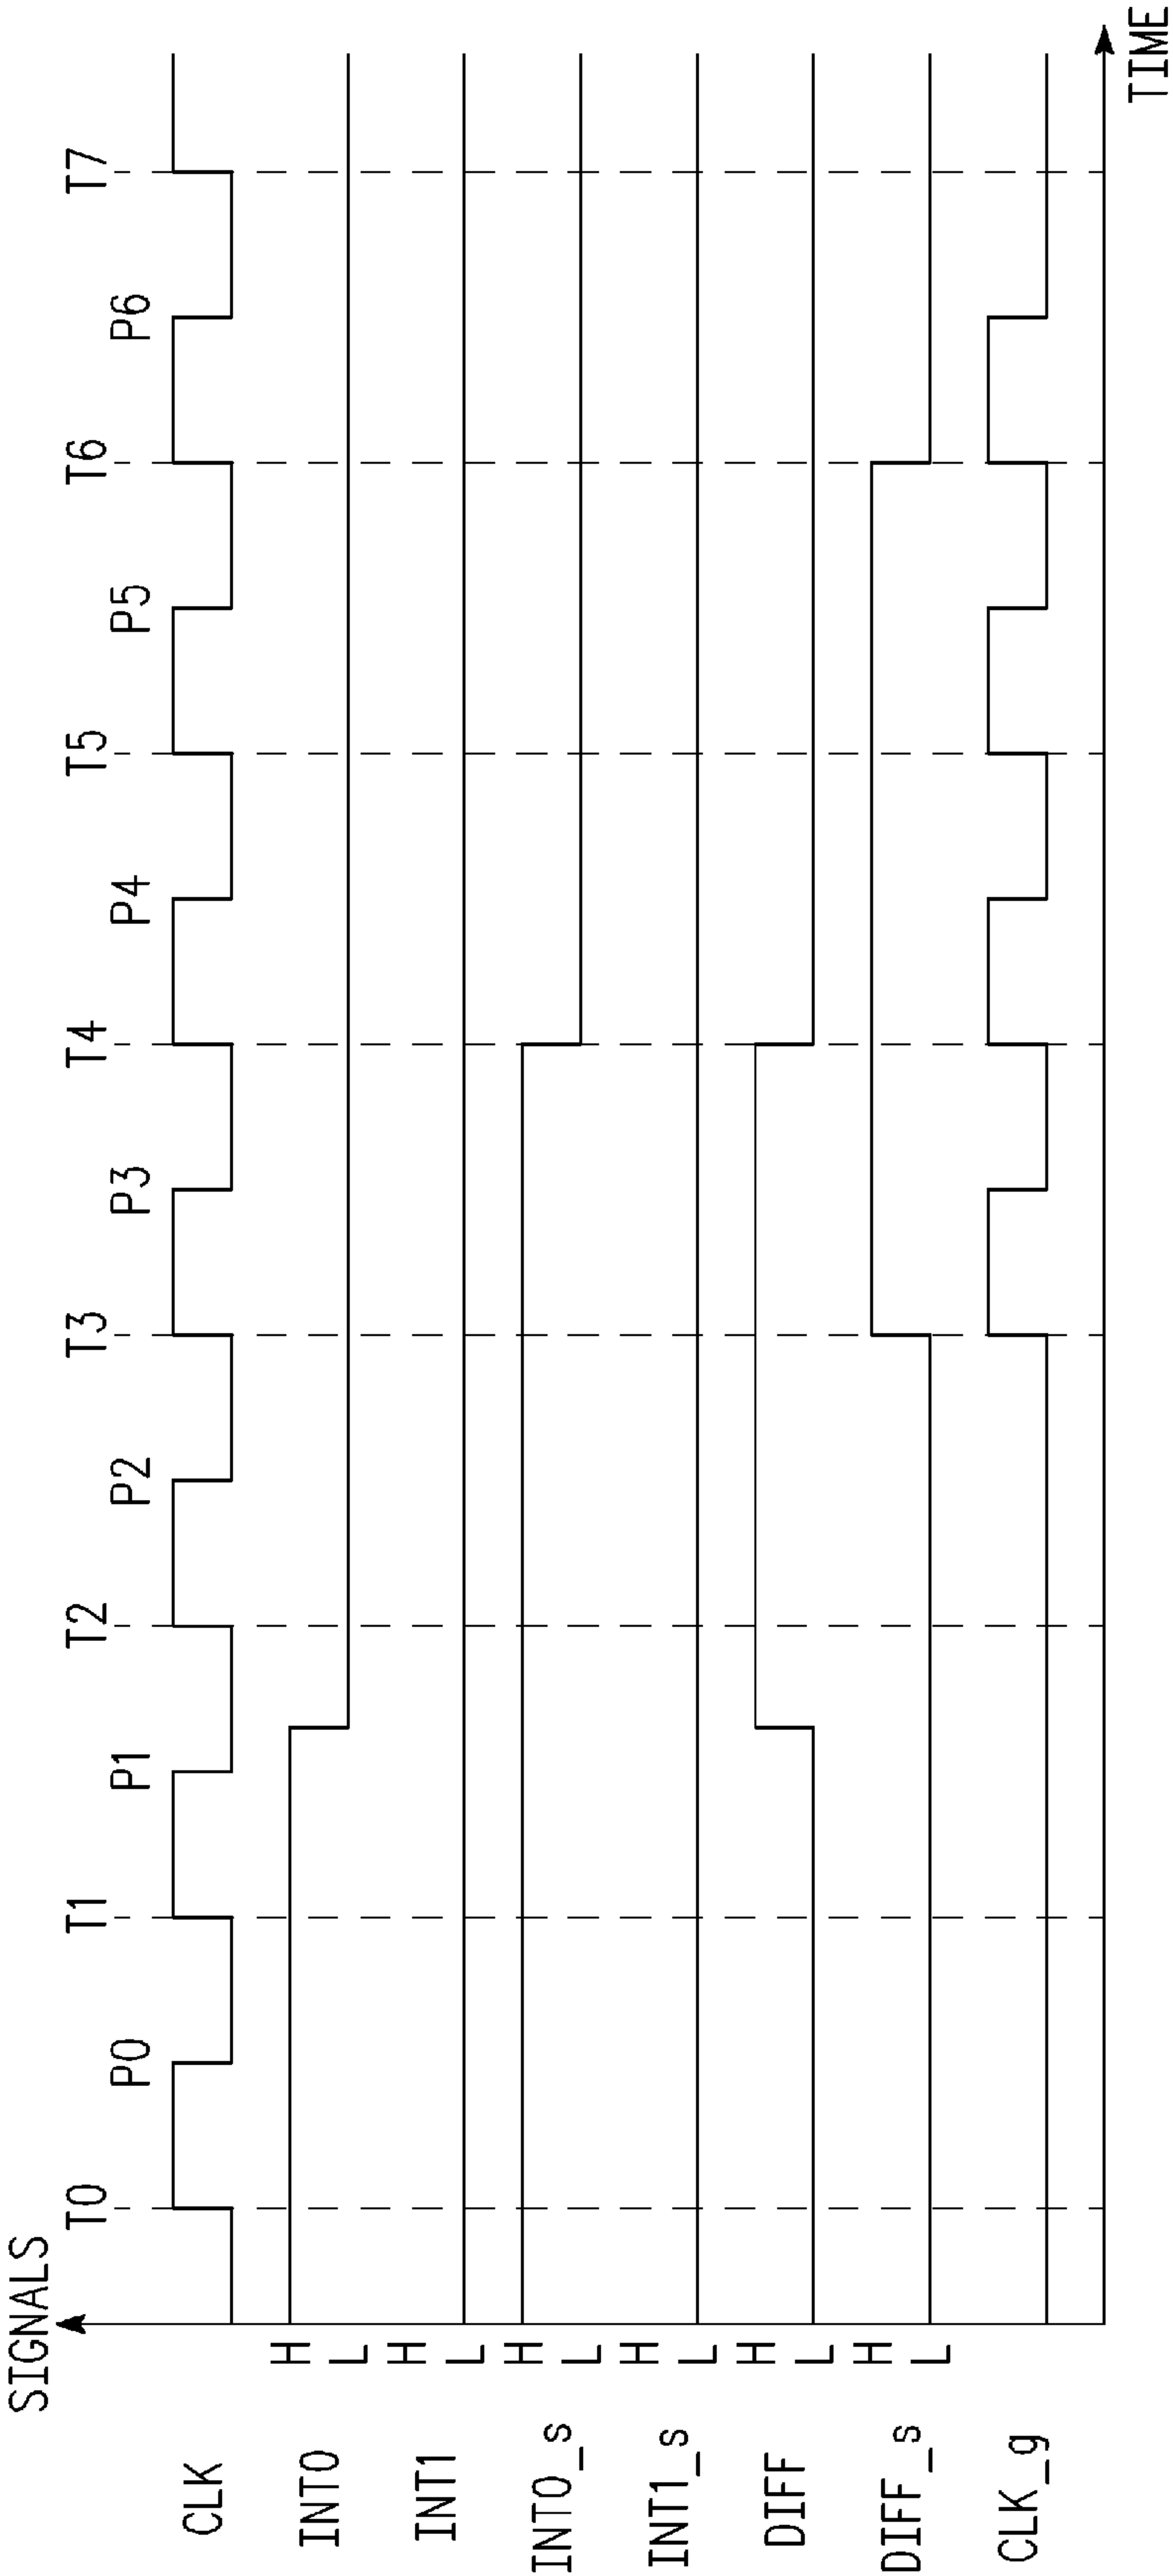 SIGNALS
T0 T1 T2 T3 T4 T5 T6 T7
P0 P1 P2 P3 P4 P5 P6
CLK
INT0 H
L
INT1 H
L
INT0_s H
L
INT1_s H
L
DIFF H
L
DIFF_s H
L
CLK_g
TIME